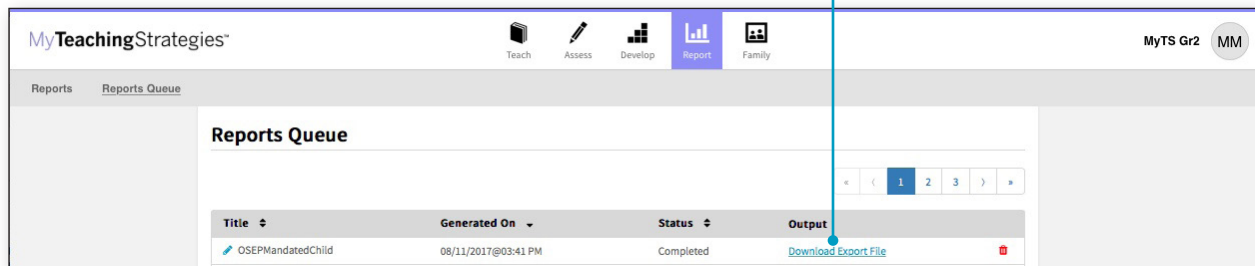 MyTeachingStrategies™
Teach Assess Develop Report Family
MyTS Gr2 MM
Reports Reports Queue
Reports Queue
« ⟨ 1 2 3 ⟩ »
Title Generated On Status Output
OSEPMandatedChild 08/11/2017@03:41 PM Completed Download Export File